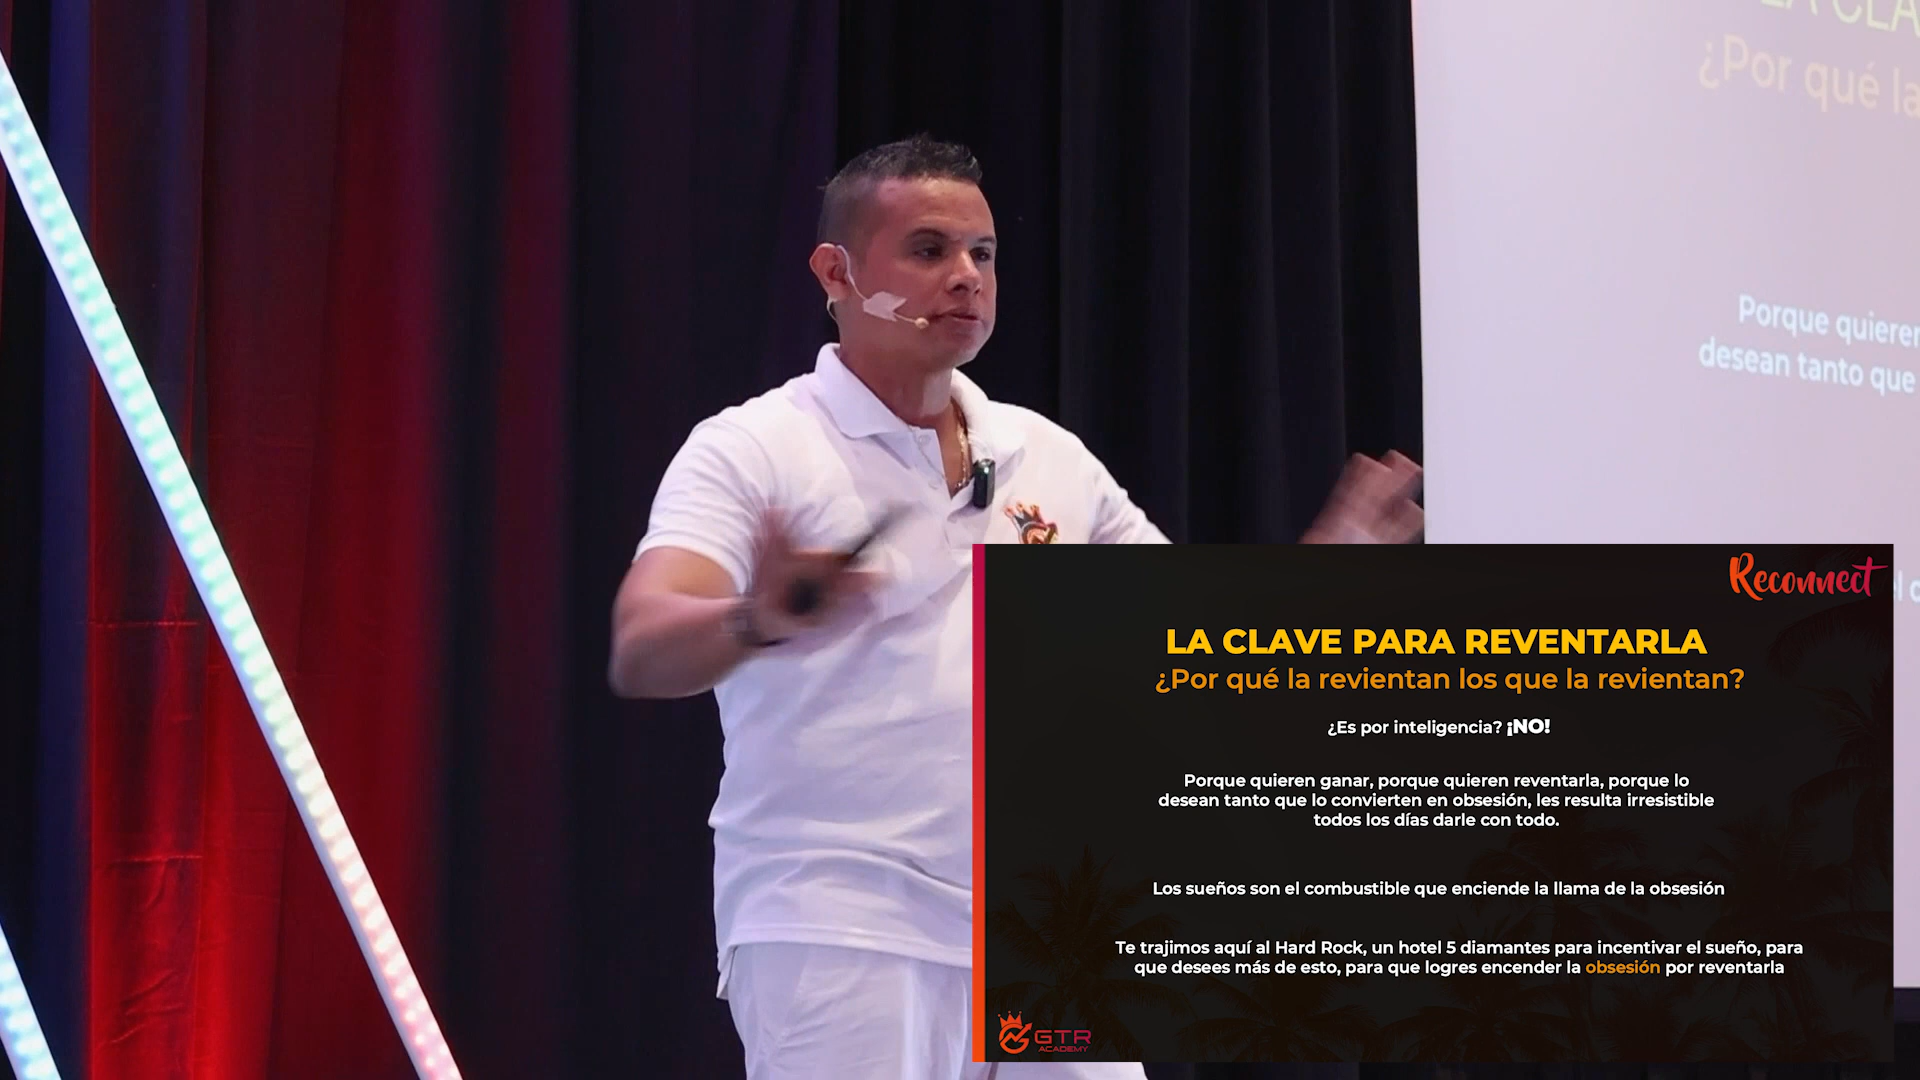 LA CLA
¿Por qué la
Porque quieren
desean tanto que
Reconnect
LA CLAVE PARA REVENTARLA
¿Por qué la revientan los que la revientan?
¿Es por inteligencia? ¡NO!
Porque quieren ganar, porque quieren reventarla, porque lo
desean tanto que lo convierten en obsesión, les resulta irresistible
todos los días darle con todo.
Los sueños son el combustible que enciende la llama de la obsesión
Te trajimos aquí al Hard Rock, un hotel 5 diamantes para incentivar el sueño, para
que desees más de esto, para que logres encender la obsesión por reventarla
GTR
ACADEMY